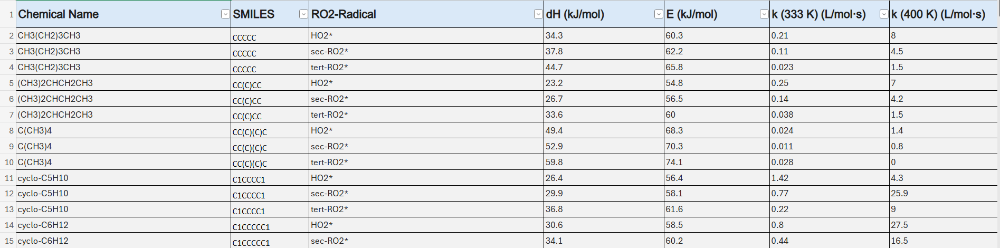 1 Chemical Name SMILES RO2-Radical dH (kJ/mol) E (kJ/mol) k (333 K) (L/mol·s) k (400 K) (L/mol·s)
2 CH3(CH2)3CH3 CCCCC HO2* 34.3 60.3 0.21 8
3 CH3(CH2)3CH3 CCCCC sec-RO2* 37.8 62.2 0.11 4.5
4 CH3(CH2)3CH3 CCCCC tert-RO2* 44.7 65.8 0.023 1.5
5 (CH3)2CHCH2CH3 CC(C)CC HO2* 23.2 54.8 0.25 7
6 (CH3)2CHCH2CH3 CC(C)CC sec-RO2* 26.7 56.5 0.14 4.2
7 (CH3)2CHCH2CH3 CC(C)CC tert-RO2* 33.6 60 0.038 1.5
8 C(CH3)4 CC(C)(C)C HO2* 49.4 68.3 0.024 1.4
9 C(CH3)4 CC(C)(C)C sec-RO2* 52.9 70.3 0.011 0.8
10 C(CH3)4 CC(C)(C)C tert-RO2* 59.8 74.1 0.028 0
11 cyclo-C5H10 C1CCCC1 HO2* 26.4 56.4 1.42 4.3
12 cyclo-C5H10 C1CCCC1 sec-RO2* 29.9 58.1 0.77 25.9
13 cyclo-C5H10 C1CCCC1 tert-RO2* 36.8 61.6 0.22 9
14 cyclo-C6H12 C1CCCCC1 HO2* 30.6 58.5 0.8 27.5
15 cyclo-C6H12 C1CCCCC1 sec-RO2* 34.1 60.2 0.44 16.5